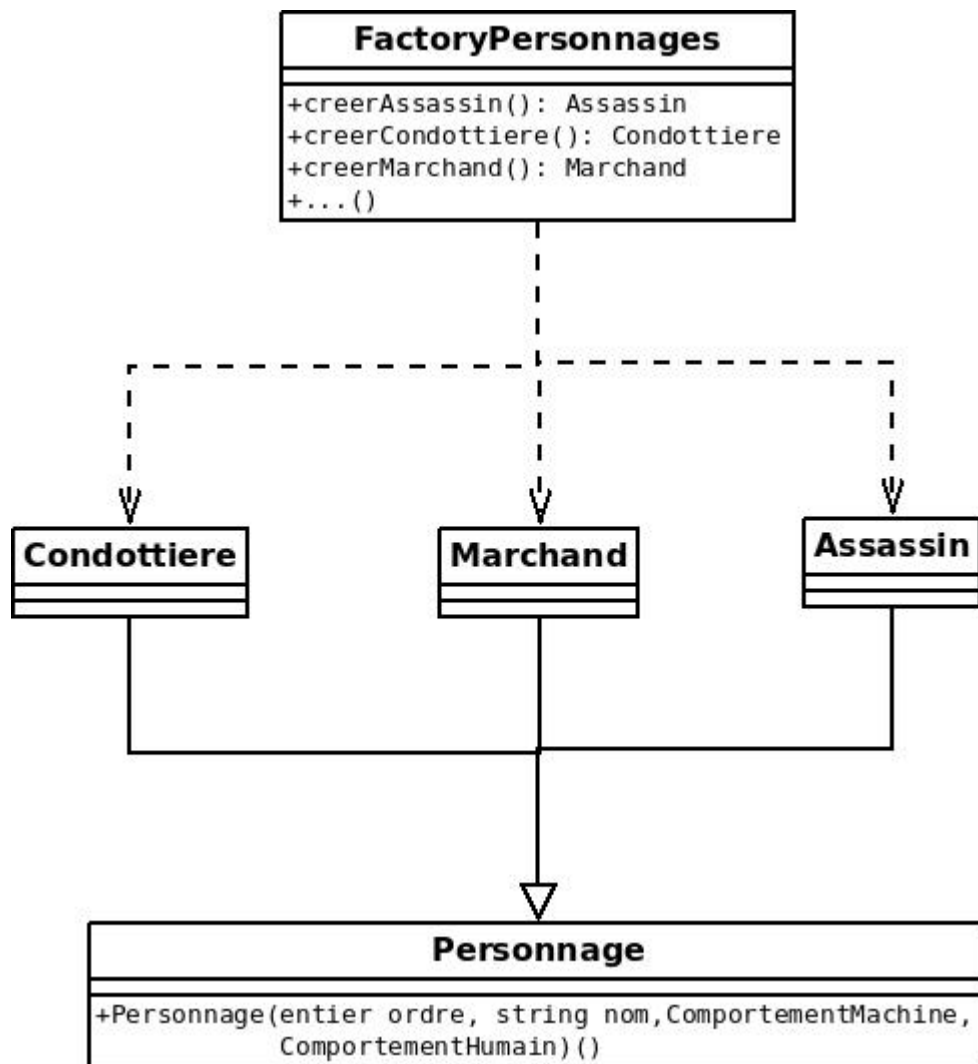 FactoryPersonnages
+creerAssassin(): Assassin
+creerCondottiere(): Condottiere
+creerMarchand(): Marchand
+...()
Condottiere
Marchand
Assassin
Personnage
+Personnage(entier ordre, string nom,ComportementMachine,
ComportementHumain)()